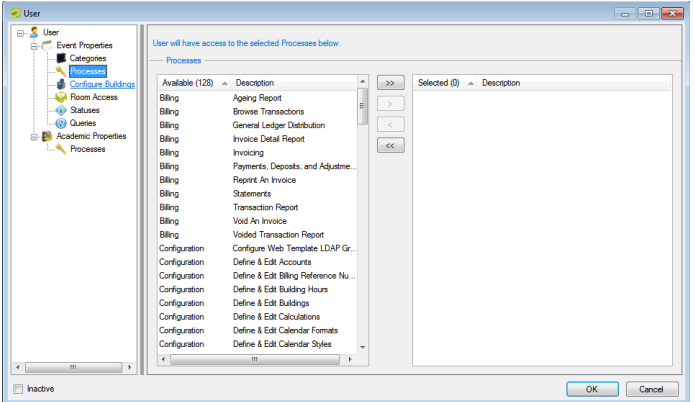 User
User
Event Properties
Categories
Processes
Configure Buildings
Room Access
Statuses
Queries
Academic Properties
Processes
User will have access to the selected Processes below.
Processes
Available (128) Description
Billing Ageing Report
Billing Browse Transactions
Billing General Ledger Distribution
Billing Invoice Detail Report
Billing Invoicing
Billing Payments, Deposits, and Adjustme...
Billing Reprint An Invoice
Billing Statements
Billing Transaction Report
Billing Void An Invoice
Billing Voided Transaction Report
Configuration Configure Web Template LDAP Gr...
Configuration Define & Edit Accounts
Configuration Define & Edit Billing Reference Nu...
Configuration Define & Edit Building Hours
Configuration Define & Edit Buildings
Configuration Define & Edit Calculations
Configuration Define & Edit Calendar Formats
Configuration Define & Edit Calendar Styles
>>
>
<
<<
Selected (0) Description
Inactive
OK Cancel